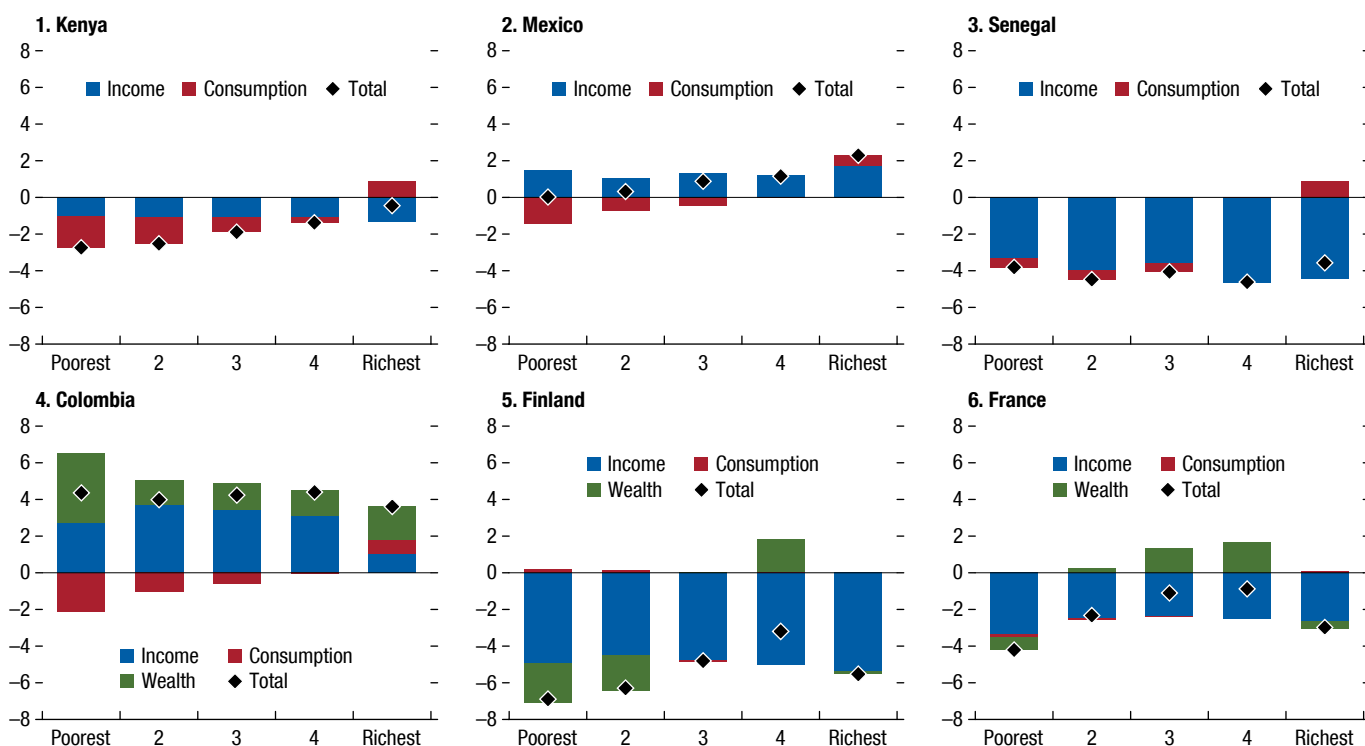 1. Kenya
8
6
4
2
0
–2
–4
–6
–8
Income Consumption Total
Poorest 2 3 4 Richest
2. Mexico
8
6
4
2
0
–2
–4
–6
–8
Income Consumption Total
Poorest 2 3 4 Richest
3. Senegal
8
6
4
2
0
–2
–4
–6
–8
Income Consumption Total
Poorest 2 3 4 Richest
4. Colombia
8
6
4
2
0
–2
–4
–6
–8
Income Consumption
Wealth Total
Poorest 2 3 4 Richest
5. Finland
8
6
4
2
0
–2
–4
–6
–8
Income Consumption
Wealth Total
Poorest 2 3 4 Richest
6. France
8
6
4
2
0
–2
–4
–6
–8
Income Consumption
Wealth Total
Poorest 2 3 4 Richest